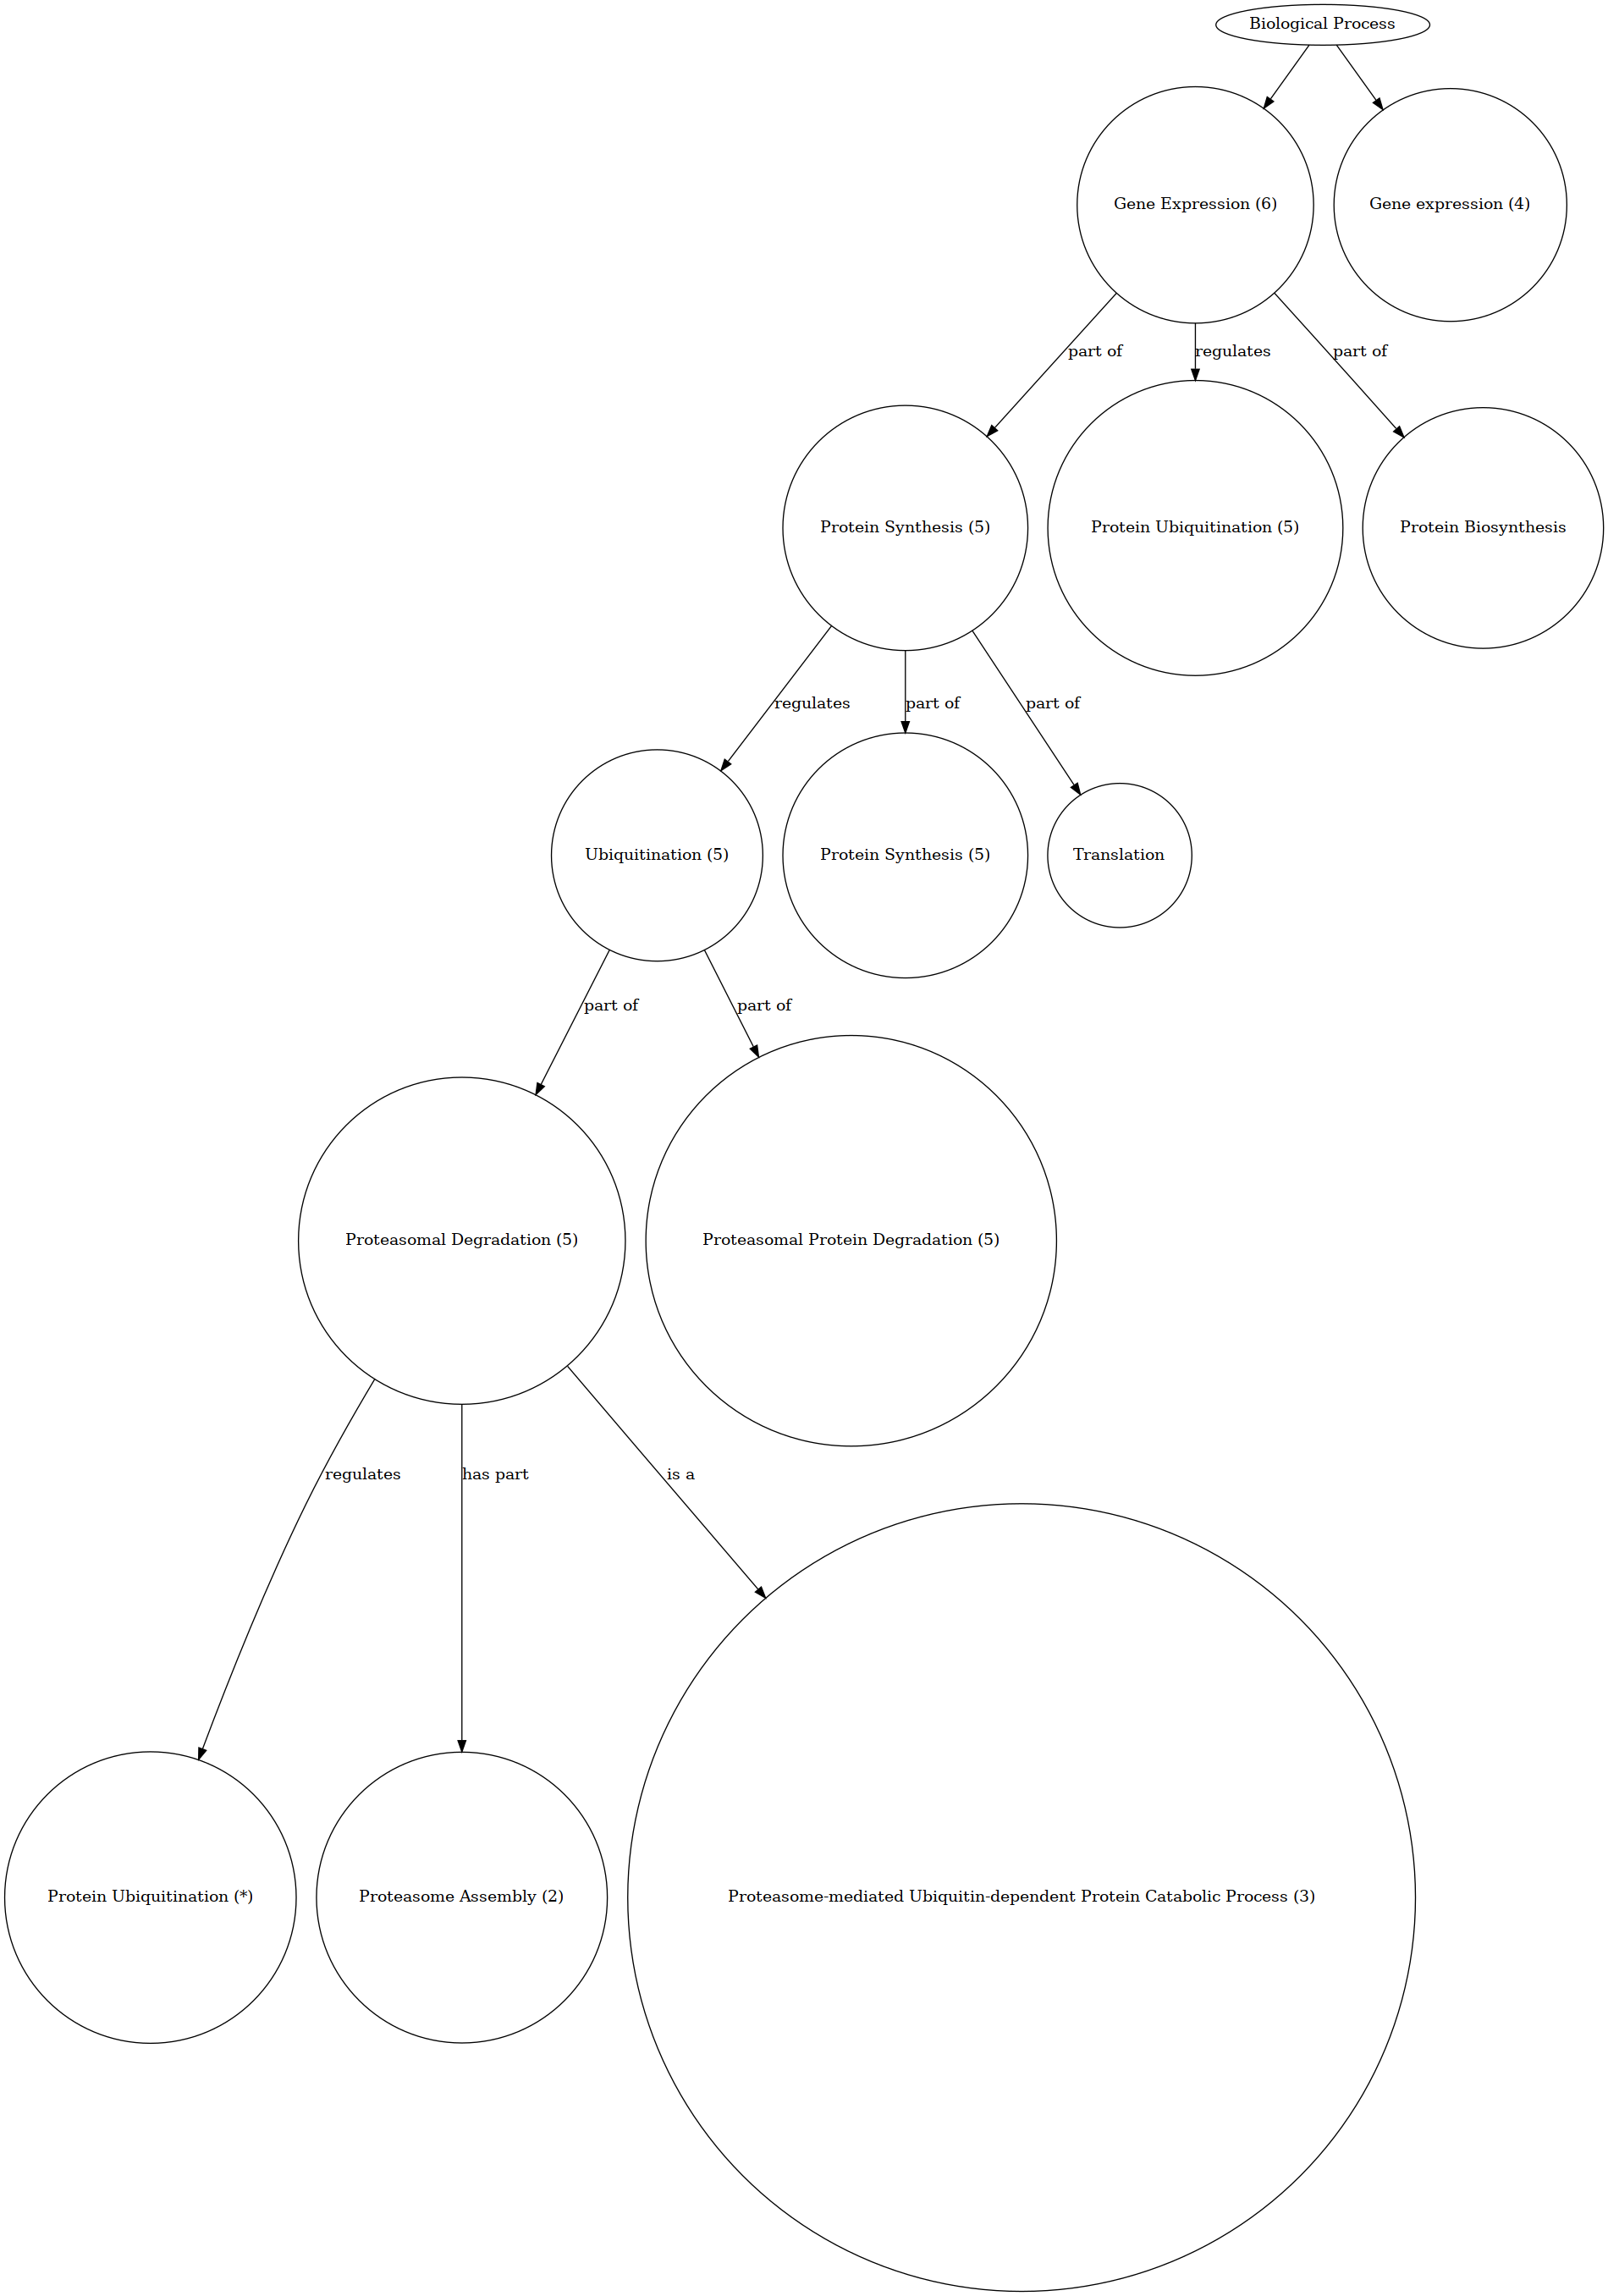 Biological Process
Gene Expression (6)
Gene expression (4)
part of
regulates
part of
Protein Synthesis (5)
Protein Ubiquitination (5)
Protein Biosynthesis
regulates
part of
part of
Ubiquitination (5)
Protein Synthesis (5)
Translation
part of
part of
Proteasomal Degradation (5)
Proteasomal Protein Degradation (5)
regulates
has part
is a
Protein Ubiquitination (*)
Proteasome Assembly (2)
Proteasome-mediated Ubiquitin-dependent Protein Catabolic Process (3)